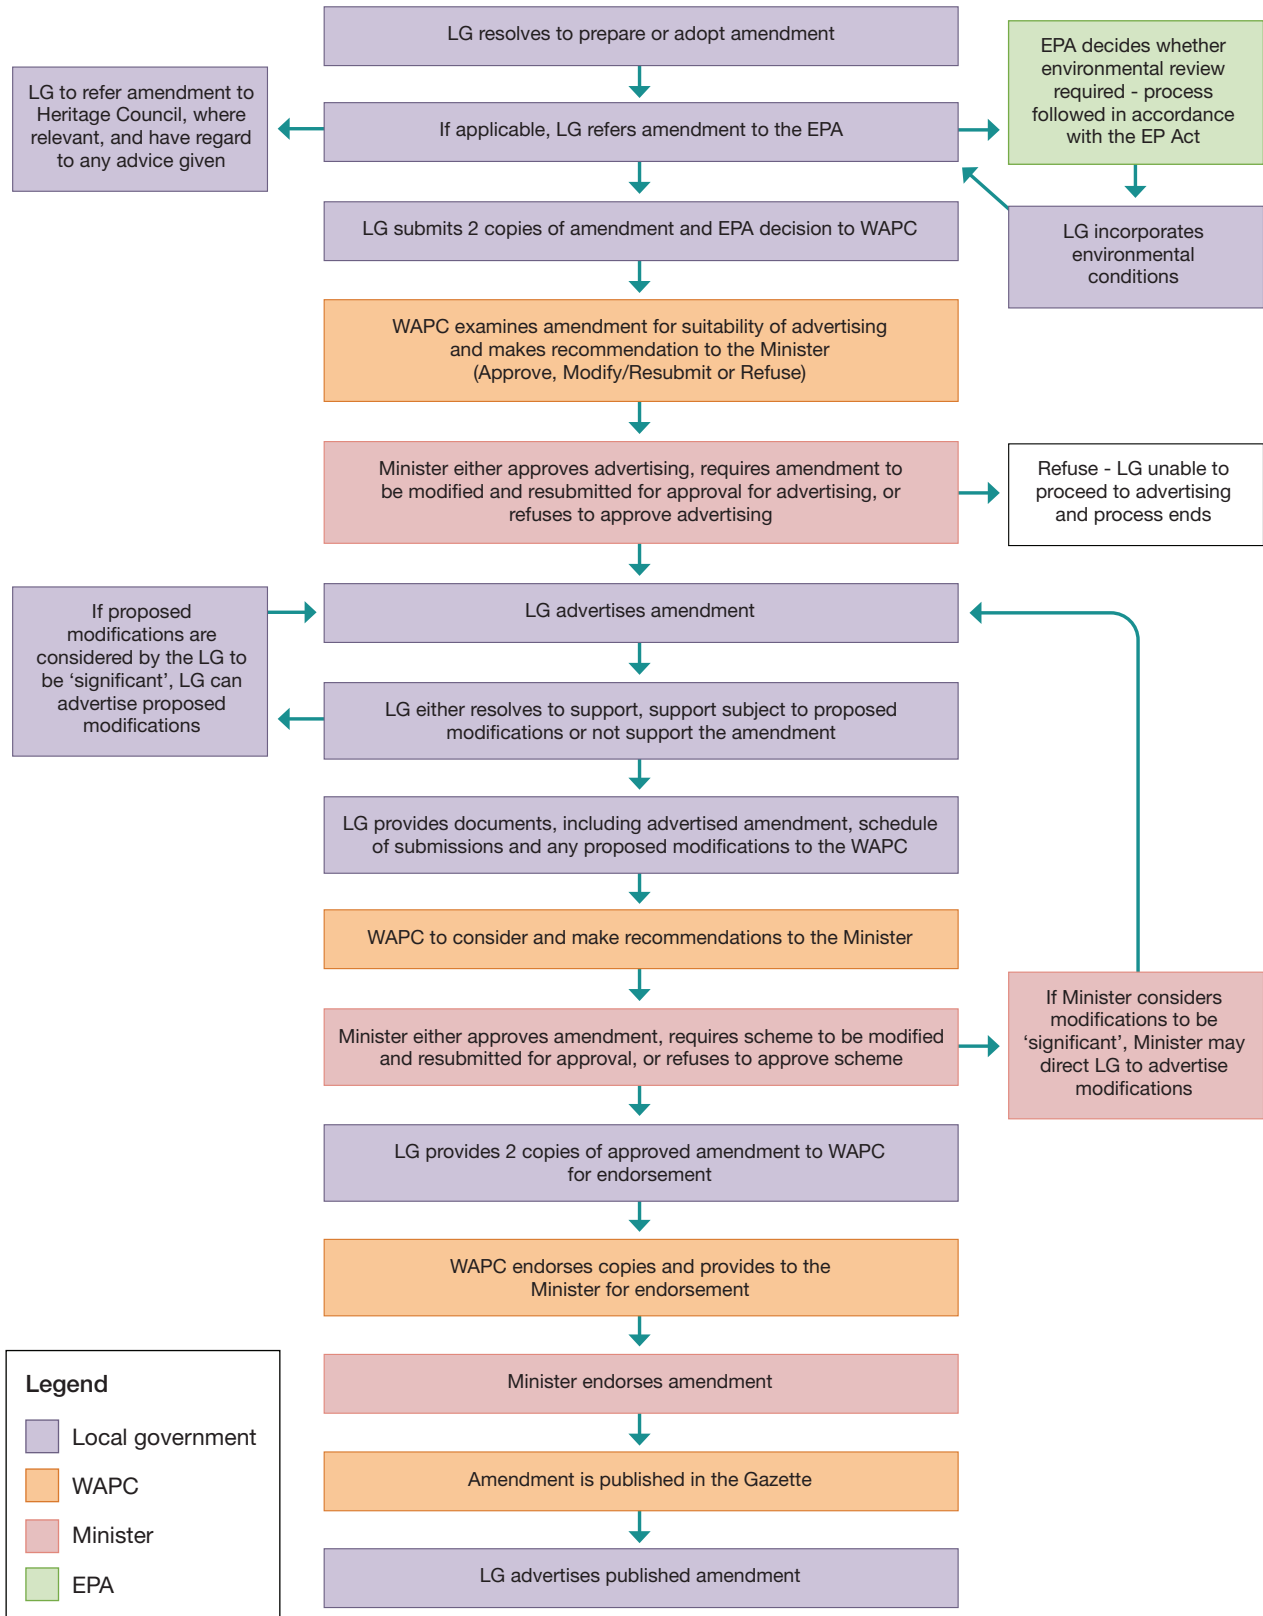 LG resolves to prepare or adopt amendment
EPA decides whether
environmental review
required - process
followed in accordance
with the EP Act
LG to refer amendment to
Heritage Council, where
relevant, and have regard
to any advice given
If applicable, LG refers amendment to the EPA
LG submits 2 copies of amendment and EPA decision to WAPC
LG incorporates
environmental
conditions
WAPC examines amendment for suitability of advertising
and makes recommendation to the Minister
(Approve, Modify/Resubmit or Refuse)
Minister either approves advertising, requires amendment to
be modified and resubmitted for approval for advertising, or
refuses to approve advertising
Refuse - LG unable to
proceed to advertising
and process ends
LG advertises amendment
If proposed
modifications are
considered by the LG to
be ‘significant’, LG can
advertise proposed
modifications
LG either resolves to support, support subject to proposed
modifications or not support the amendment
LG provides documents, including advertised amendment, schedule
of submissions and any proposed modifications to the WAPC
WAPC to consider and make recommendations to the Minister
Minister either approves amendment, requires scheme to be modified
and resubmitted for approval, or refuses to approve scheme
If Minister considers
modifications to be
‘significant’, Minister may
direct LG to advertise
modifications
LG provides 2 copies of approved amendment to WAPC
for endorsement
WAPC endorses copies and provides to the
Minister for endorsement
Minister endorses amendment
Amendment is published in the Gazette
LG advertises published amendment
Legend
Local government
WAPC
Minister
EPA